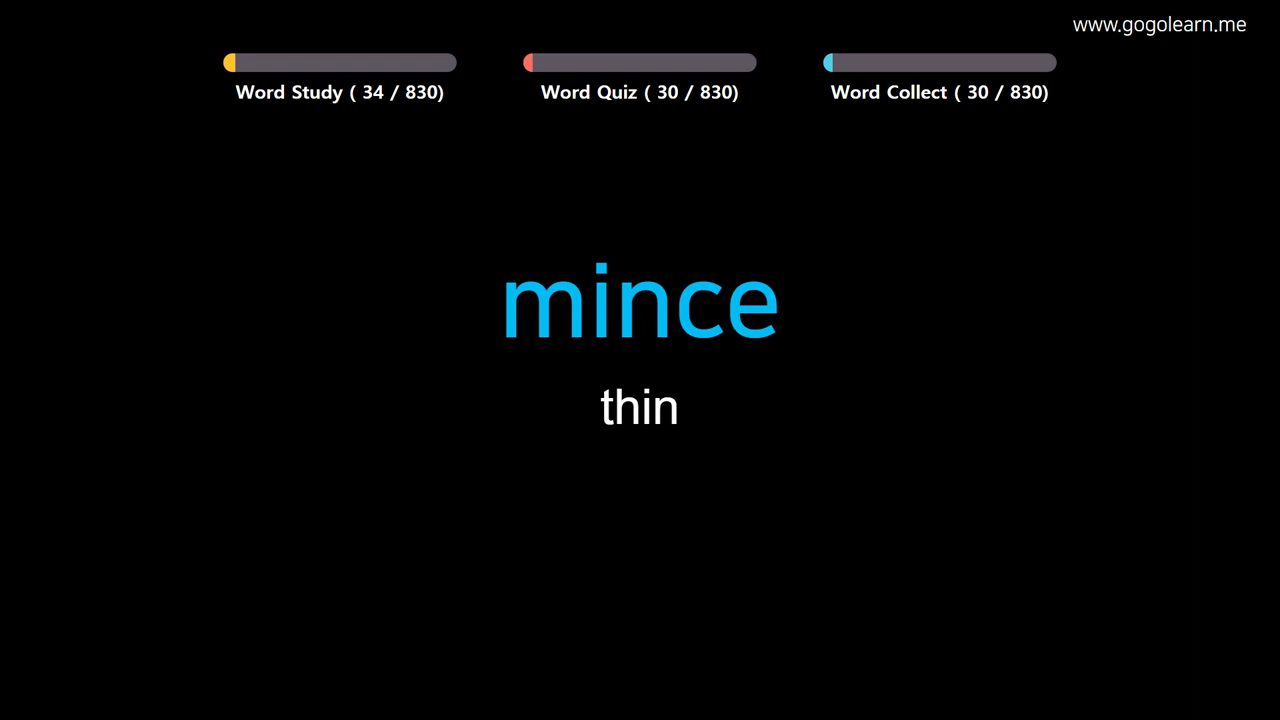 www.gogolearn.me
Word Study ( 34 / 830)
Word Quiz ( 30 / 830)
Word Collect ( 30 / 830)
mince
thin